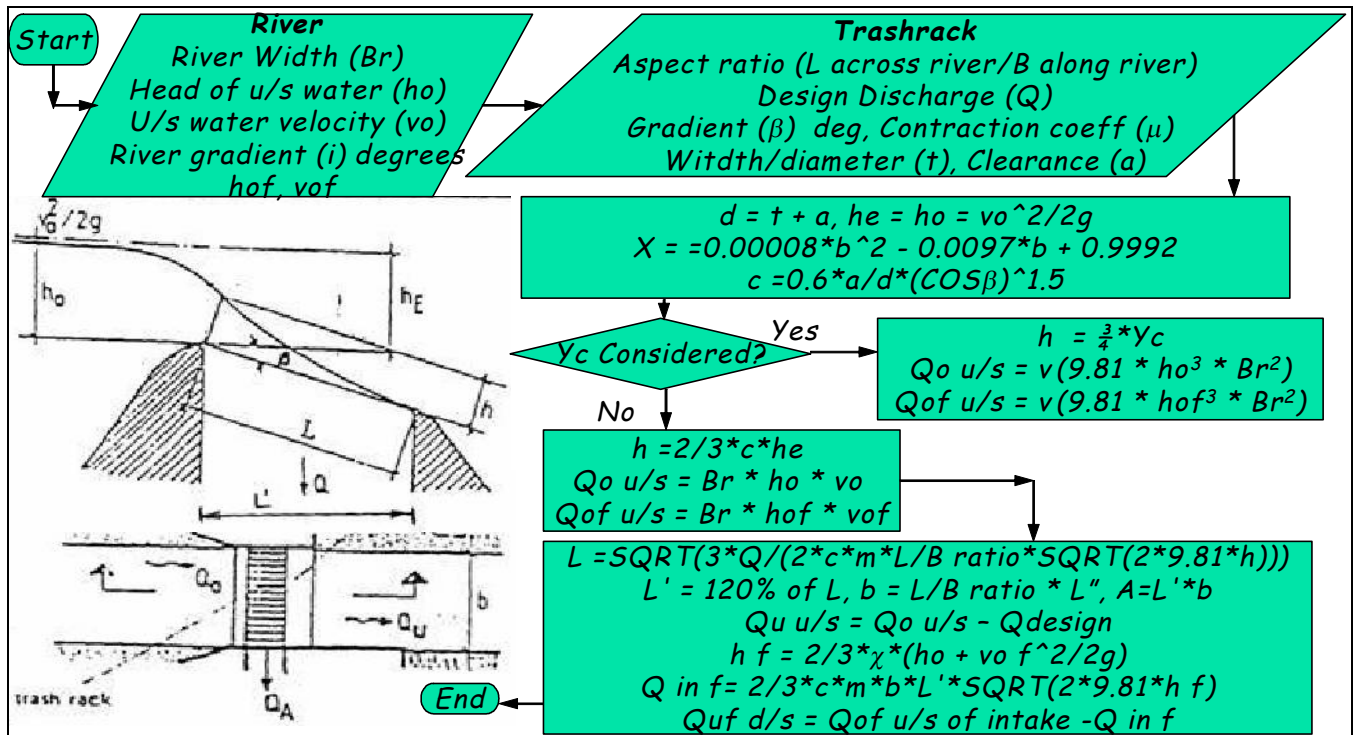 Start
River
River Width (Br)
Head of u/s water (ho)
U/s water velocity (vo)
River gradient (i) degrees
hof, vof
Trashrack
Aspect ratio (L across river/B along river)
Design Discharge (Q)
Gradient (β) deg, Contraction coeff (μ)
Witdth/diameter (t), Clearance (a)
d = t + a, he = ho = vo^2/2g
X = =0.00008*b^2 - 0.0097*b + 0.9992
c =0.6*a/d*(COSβ)^1.5
Yc Considered?
Yes
h = ¾*Yc
Qo u/s = v(9.81 * ho³ * Br²)
Qof u/s = v(9.81 * hof³ * Br²)
No
h =2/3*c*he
Qo u/s = Br * ho * vo
Qof u/s = Br * hof * vof
L =SQRT(3*Q/(2*c*m*L/B ratio*SQRT(2*9.81*h)))
L' = 120% of L, b = L/B ratio * L", A=L'*b
Qu u/s = Qo u/s – Qdesign
h f = 2/3*χ*(ho + vo f^2/2g)
Q in f= 2/3*c*m*b*L'*SQRT(2*9.81*h f)
Quf d/s = Qof u/s of intake -Q in f
End
v₀²/2g
h₀
hE
β
h
L
Q
L'
Q₀
Qu
b
trash rack
QA